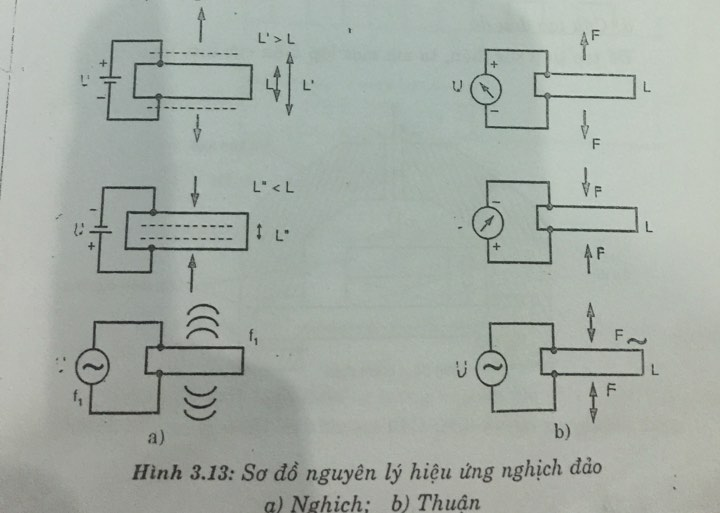 L' > L
+
U
−
L
L'
L" < L
−
U
+
L"
f₁
~
f₁
a)
F
U
+
−
L
F
−
F
+
L
F
F ~
U
~
L
F
b)
Hình 3.13: Sơ đồ nguyên lý hiệu ứng nghịch đảo
a) Nghịch; b) Thuận